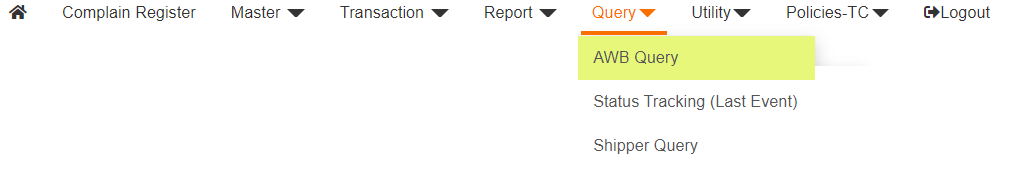 Complain Register Master Transaction Report Query Utility Policies-TC Logout
AWB Query
Status Tracking (Last Event)
Shipper Query